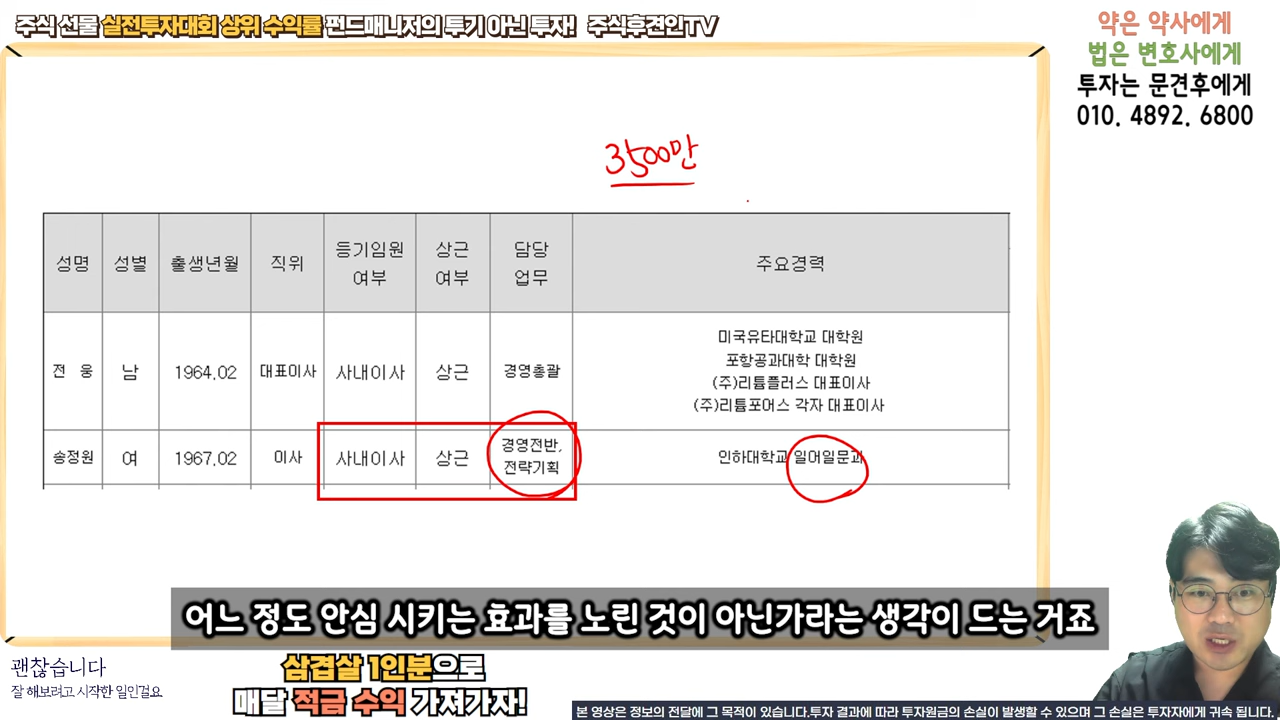 주식 선물 실전투자대회 상위 수익률 펀드매니저의 투기 아닌 투자! 주식후견인TV
약은 약사에게
법은 변호사에게
투자는 문견후에게
010. 4892. 6800
3500만
성명 성별 출생년월 직위 등기임원 여부 상근 여부 담당 업무 주요경력
전 웅 남 1964.02 대표이사 사내이사 상근 경영총괄
미국유타대학교 대학원
포항공과대학 대학원
(주)리튬플러스 대표이사
(주)리튬포어스 각자 대표이사
송정원 여 1967.02 이사 사내이사 상근 경영전반, 전략기획 인하대학교 일어일문과
어느 정도 안심 시키는 효과를 노린 것이 아닌가라는 생각이 드는 거죠
괜찮습니다
잘 해보려고 시작한 일인걸요
삼겹살 1인분으로
매달 적금 수익 가져가자!
본 영상은 정보의 전달에 그 목적이 있습니다.투자 결과에 따라 투자원금의 손실이 발생할 수 있으며 그 손실은 투자자에게 귀속 됩니다.